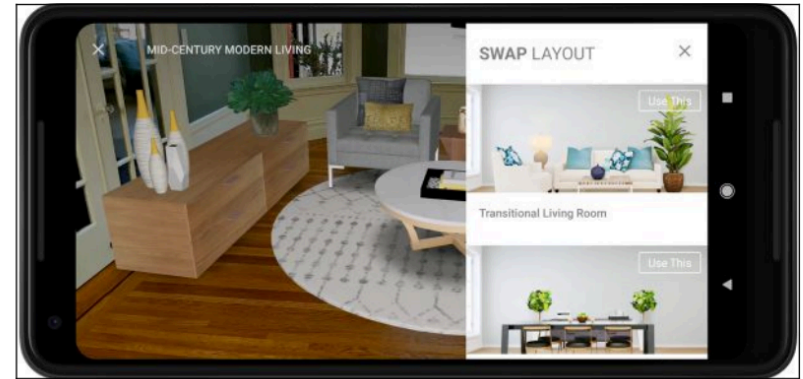 MID-CENTURY MODERN LIVING
SWAP LAYOUT
Use This
Transitional Living Room
Use This